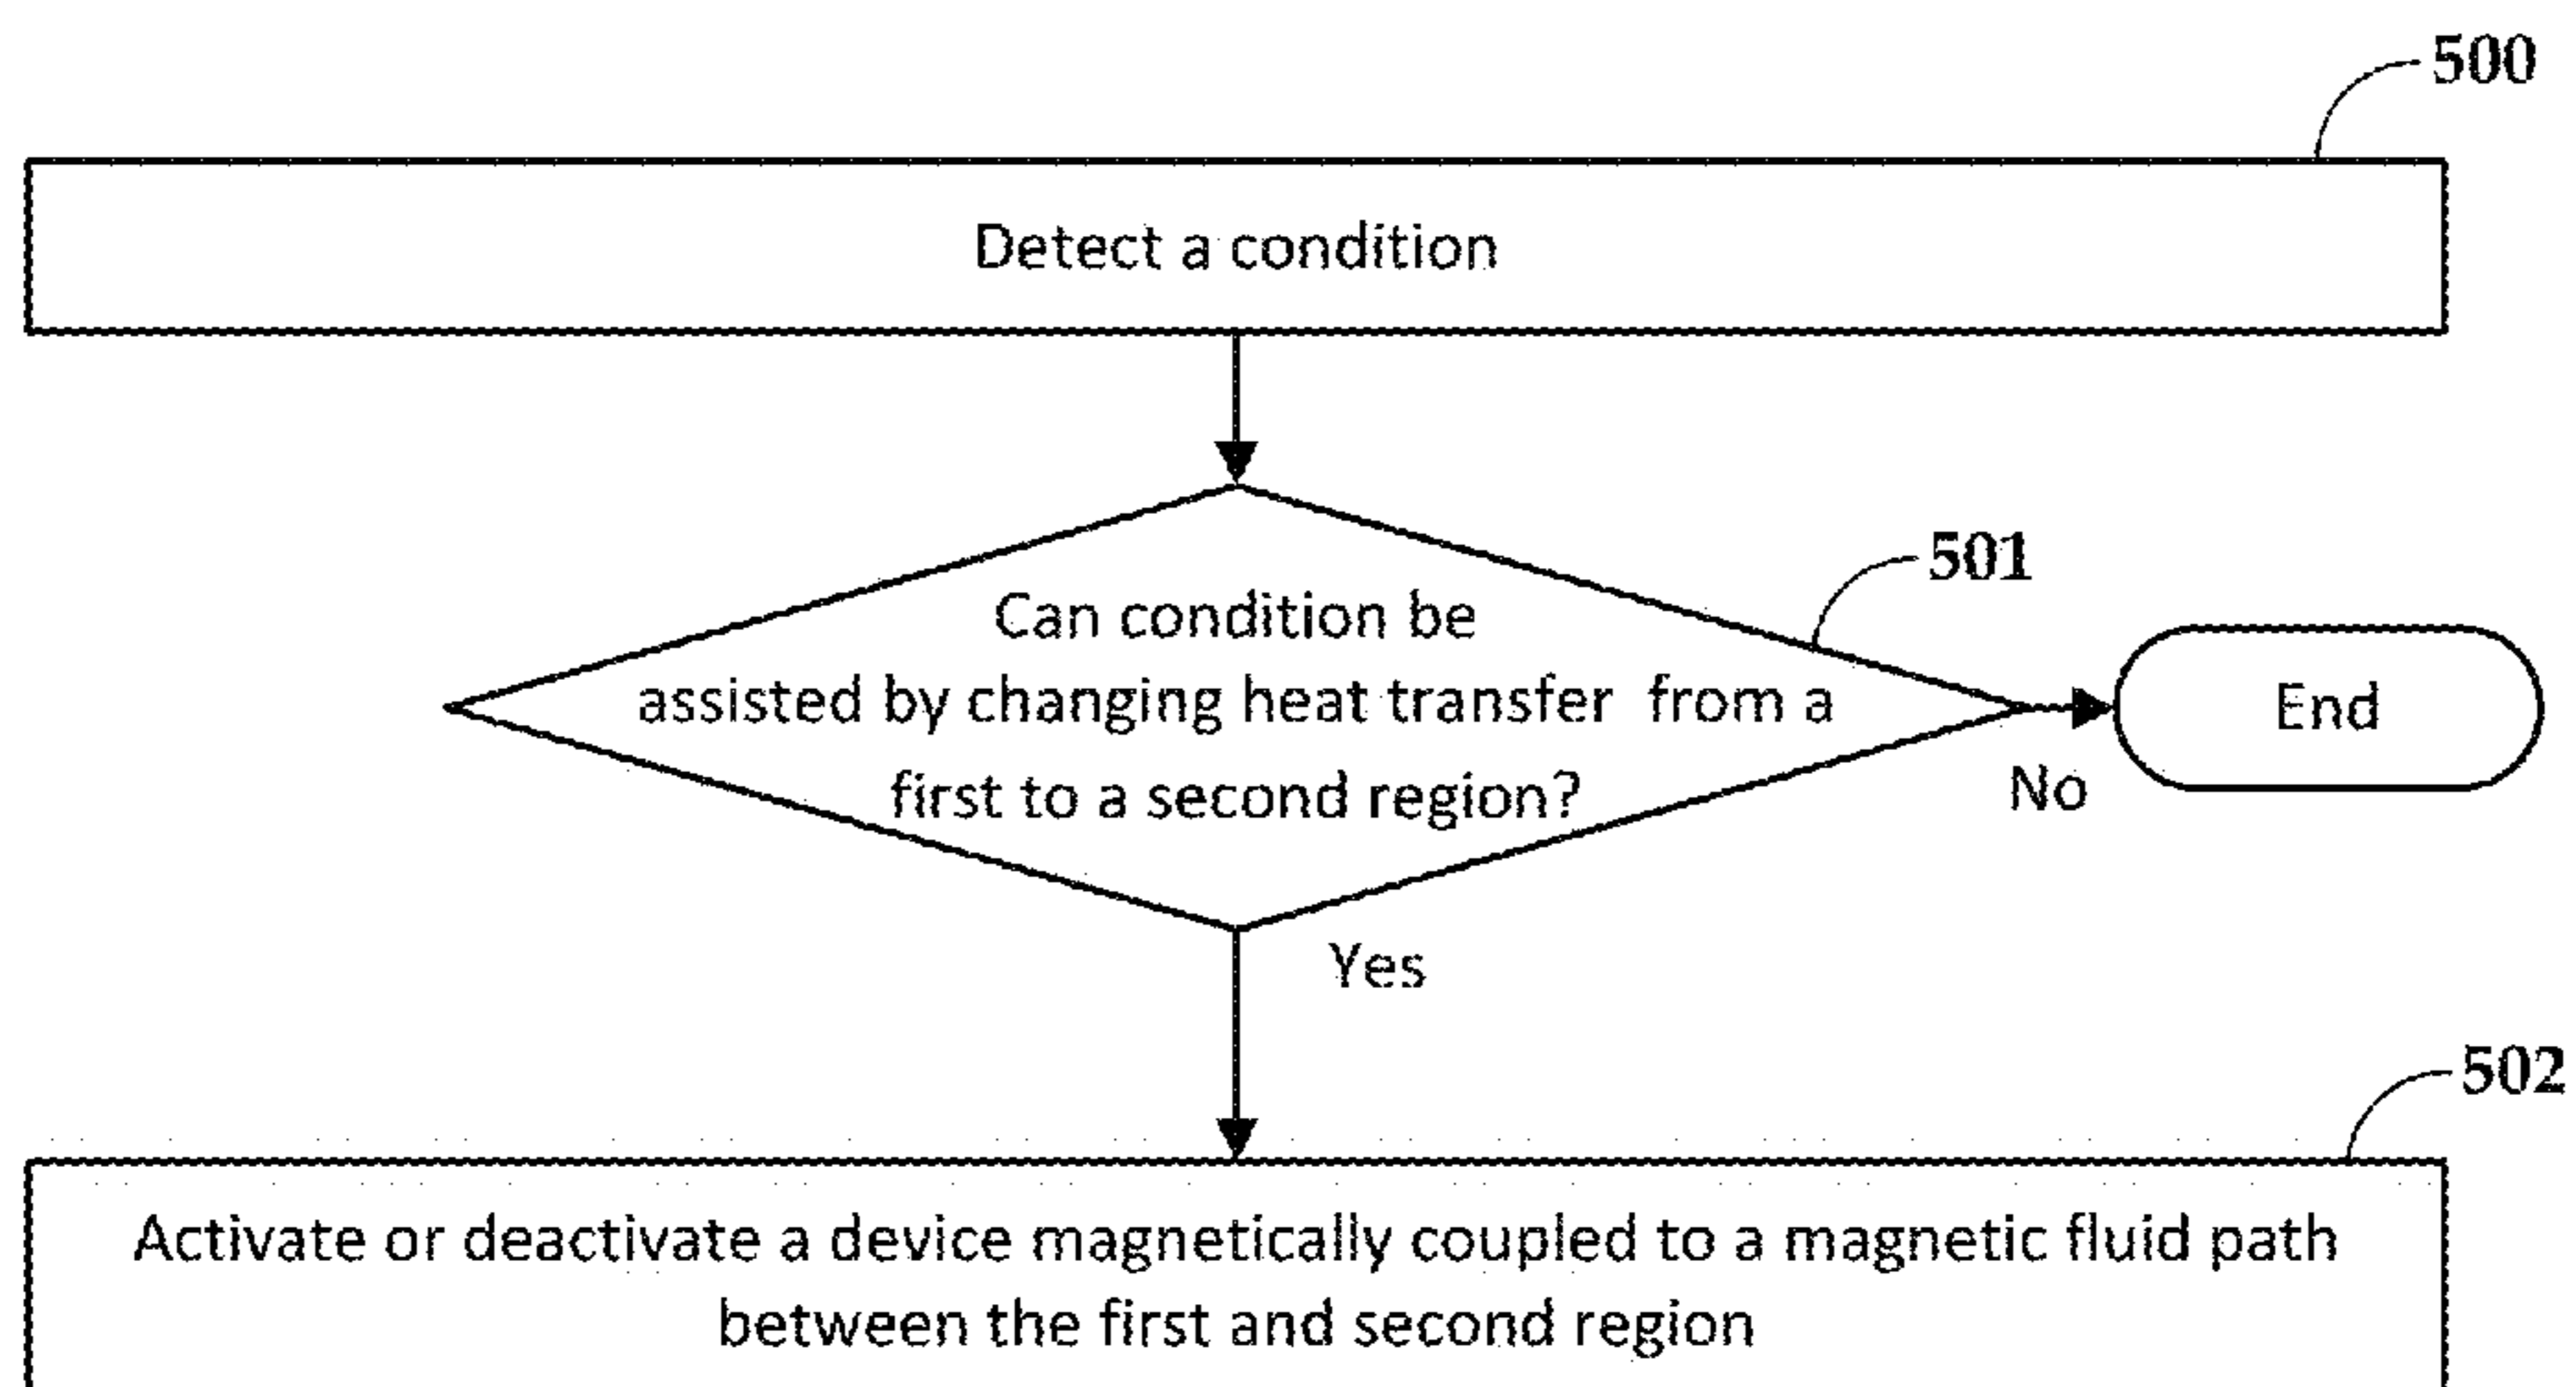 500
Detect a condition
501
Can condition be
assisted by changing heat transfer from a
first to a second region?
End
No
Yes
502
Activate or deactivate a device magnetically coupled to a magnetic fluid path
between the first and second region